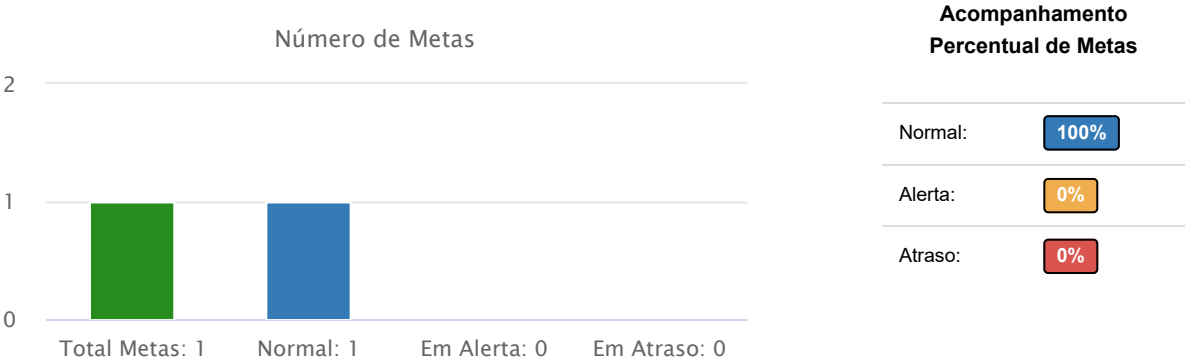 Número de Metas
2
1
0
Total Metas: 1
Normal: 1
Em Alerta: 0
Em Atraso: 0
Acompanhamento
Percentual de Metas
Normal: 100%
Alerta: 0%
Atraso: 0%